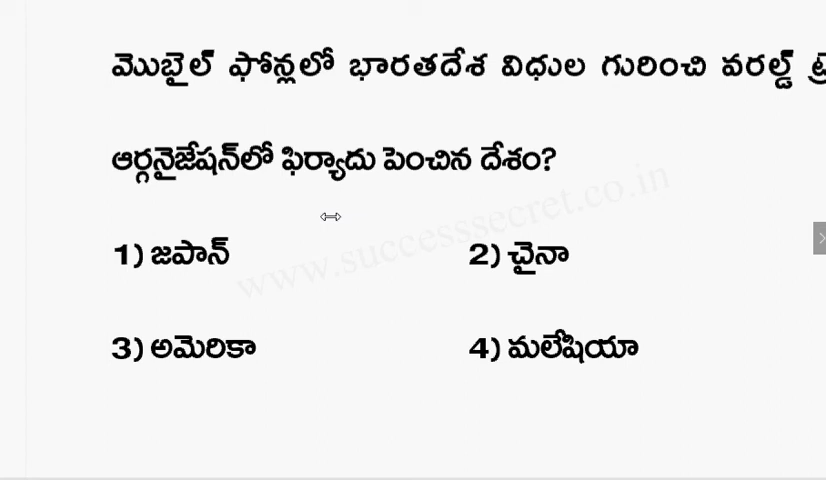 మొబైల్ ఫోన్లలో భారతదేశ విధుల గురించి వరల్డ్
ఆర్గనైజేషన్‌లో ఫిర్యాదు పెంచిన దేశం?
www.successsecret.co.in
1) జపాన్ 2) చైనా
3) అమెరికా 4) మలేషియా